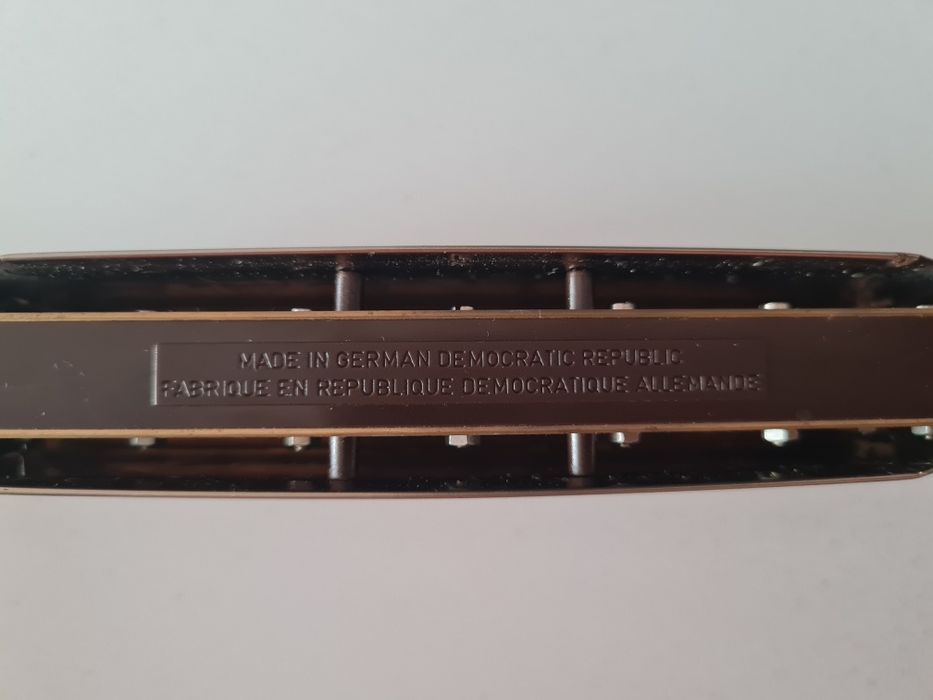 MADE IN GERMAN DEMOCRATIC REPUBLIC
FABRIQUE EN REPUBLIQUE DEMOCRATIQUE ALLEMANDE